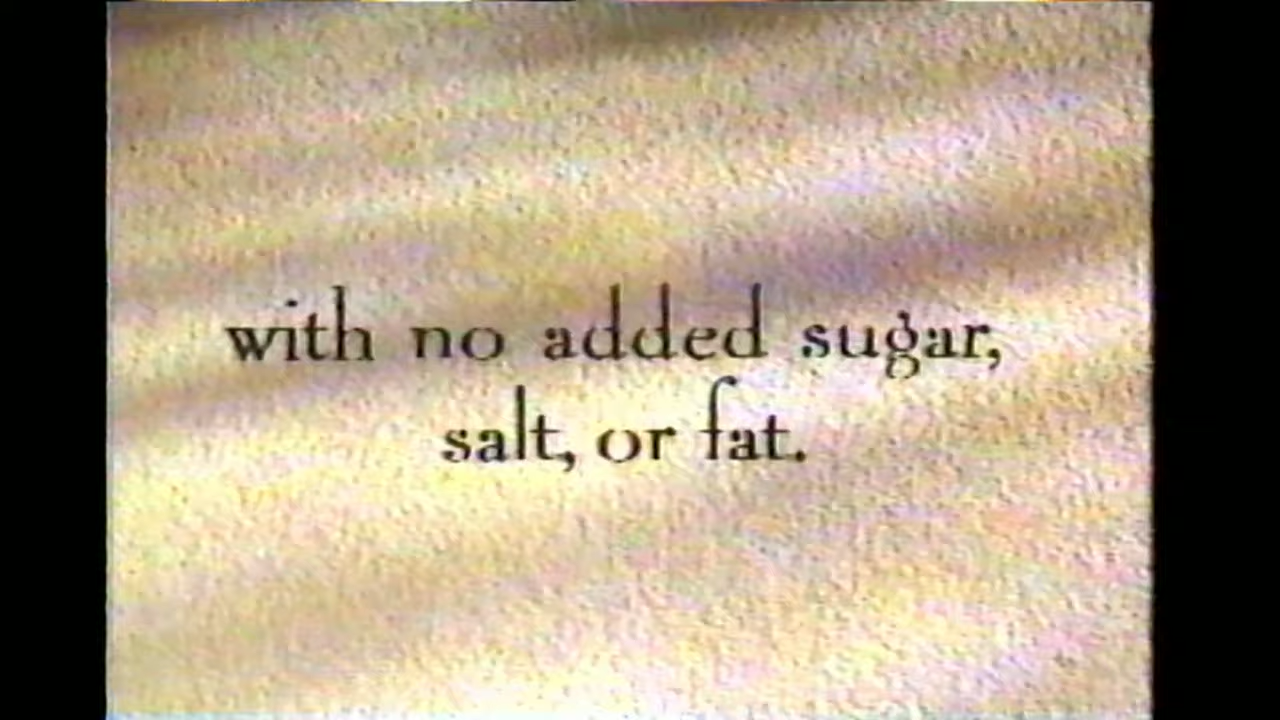 with no added sugar,
salt, or fat.